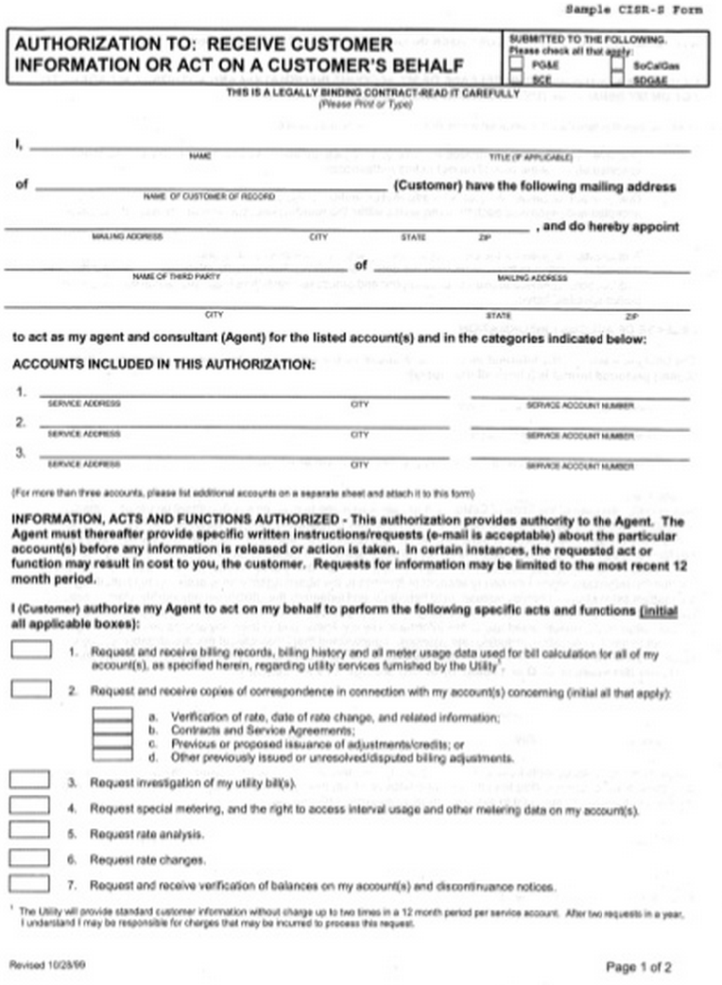 Sample CISR-S Form
AUTHORIZATION TO: RECEIVE CUSTOMER
INFORMATION OR ACT ON A CUSTOMER'S BEHALF
SUBMITTED TO THE FOLLOWING.
Please check all that apply:
PG&E SoCalGas
SCE SDG&E
THIS IS A LEGALLY BINDING CONTRACT-READ IT CAREFULLY
(Please Print or Type)
I,
NAME TITLE (IF APPLICABLE)
of (Customer) have the following mailing address
NAME OF CUSTOMER OF RECORD
, and do hereby appoint
MAILING ADDRESS CITY STATE ZIP
of
NAME OF THIRD PARTY MAILING ADDRESS
CITY STATE ZIP
to act as my agent and consultant (Agent) for the listed account(s) and in the categories indicated below:
ACCOUNTS INCLUDED IN THIS AUTHORIZATION:
1.
SERVICE ADDRESS CITY SERVICE ACCOUNT NUMBER
2.
SERVICE ADDRESS CITY SERVICE ACCOUNT NUMBER
3.
SERVICE ADDRESS CITY SERVICE ACCOUNT NUMBER
(For more than three accounts, please list additional accounts on a separate sheet and attach it to this form)
INFORMATION, ACTS AND FUNCTIONS AUTHORIZED - This authorization provides authority to the Agent. The
Agent must thereafter provide specific written instructions/requests (e-mail is acceptable) about the particular
account(s) before any information is released or action is taken. In certain instances, the requested act or
function may result in cost to you, the customer. Requests for information may be limited to the most recent 12
month period.
I (Customer) authorize my Agent to act on my behalf to perform the following specific acts and functions (initial
all applicable boxes):
1. Request and receive billing records, billing history and all meter usage data used for bill calculation for all of my
account(s), as specified herein, regarding utility services furnished by the Utility¹.
2. Request and receive copies of correspondence in connection with my account(s) concerning (initial all that apply):
a. Verification of rate, date of rate change, and related information;
b. Contracts and Service Agreements;
c. Previous or proposed issuance of adjustments/credits; or
d. Other previously issued or unresolved/disputed billing adjustments.
3. Request investigation of my utility bill(s).
4. Request special metering, and the right to access interval usage and other metering data on my account(s).
5. Request rate analysis.
6. Request rate changes.
7. Request and receive verification of balances on my account(s) and discontinuance notices.
¹ The Utility will provide standard customer information without charge up to two times in a 12 month period per service account. After two requests in a year,
I understand I may be responsible for charges that may be incurred to process this request.
Revised 10/28/99 Page 1 of 2